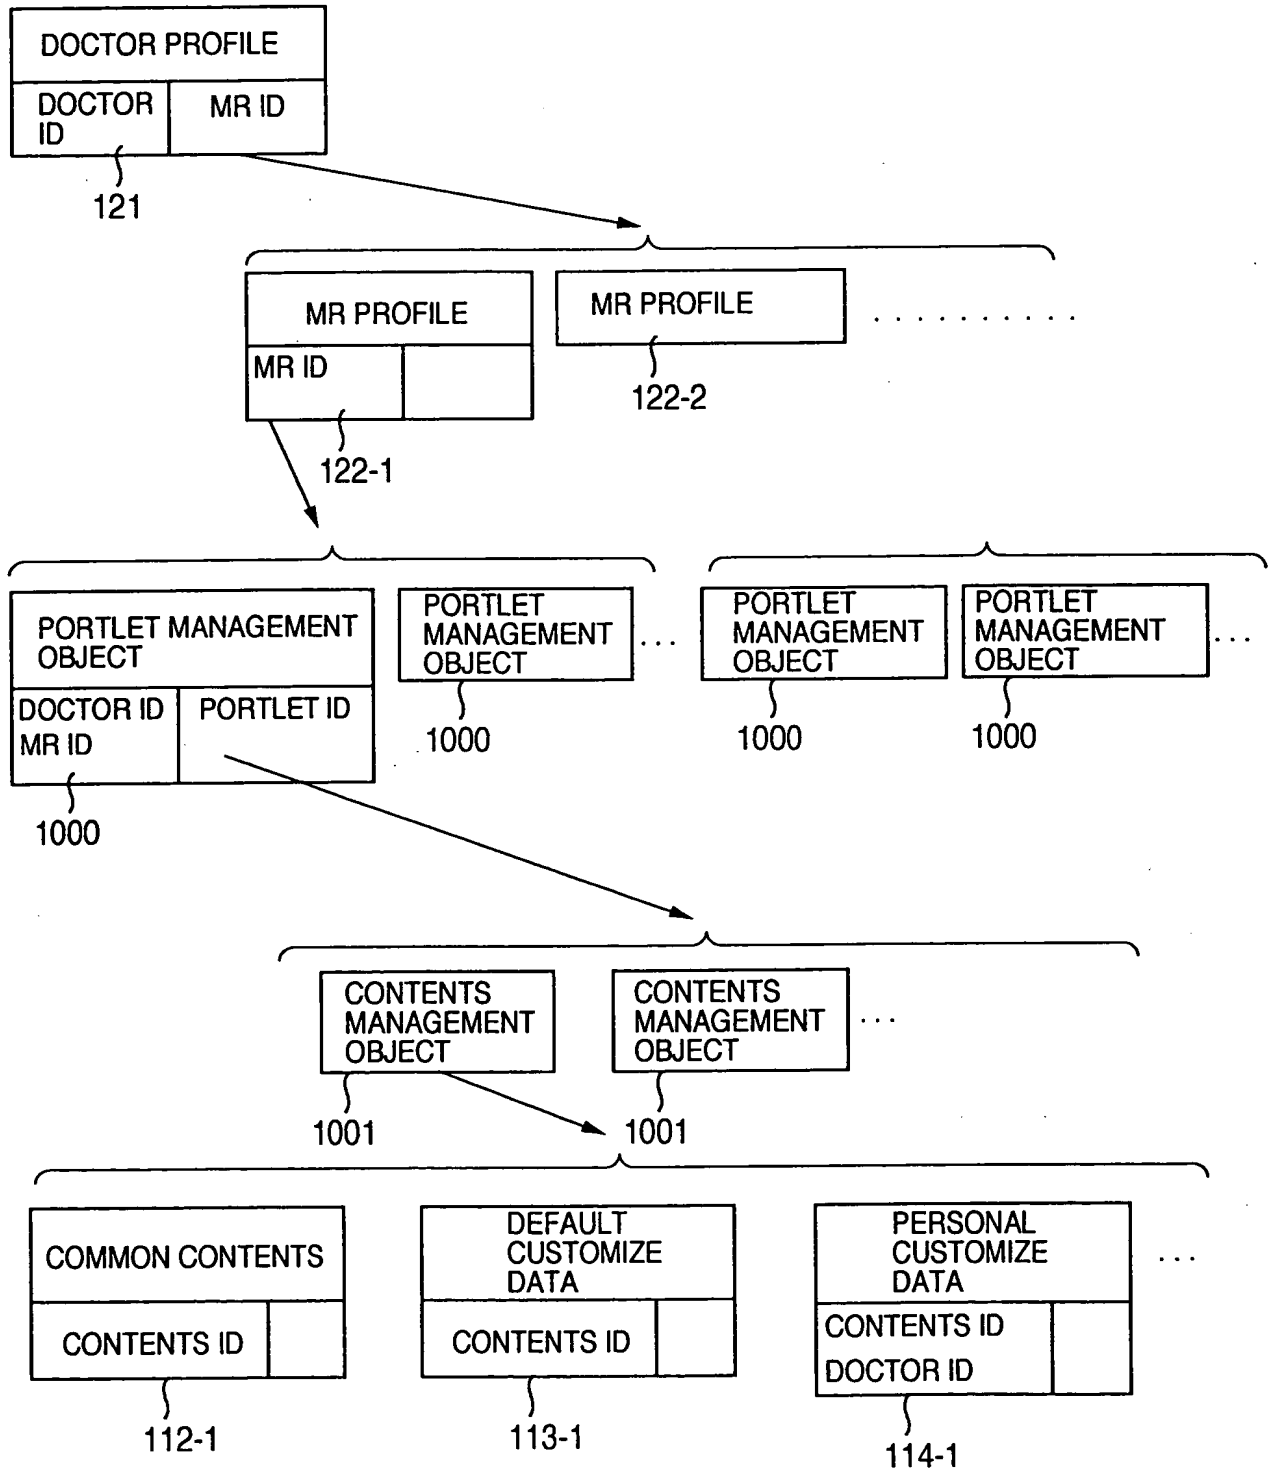 DOCTOR PROFILE
DOCTOR
ID
MR ID
121
MR PROFILE
MR ID
122-1
MR PROFILE
122-2
..........
PORTLET MANAGEMENT
OBJECT
DOCTOR ID
MR ID
PORTLET ID
1000
PORTLET
MANAGEMENT
OBJECT
1000
...
PORTLET
MANAGEMENT
OBJECT
1000
PORTLET
MANAGEMENT
OBJECT
1000
...
CONTENTS
MANAGEMENT
OBJECT
1001
CONTENTS
MANAGEMENT
OBJECT
1001
...
COMMON CONTENTS
CONTENTS ID
112-1
DEFAULT
CUSTOMIZE
DATA
CONTENTS ID
113-1
PERSONAL
CUSTOMIZE
DATA
CONTENTS ID
DOCTOR ID
114-1
...